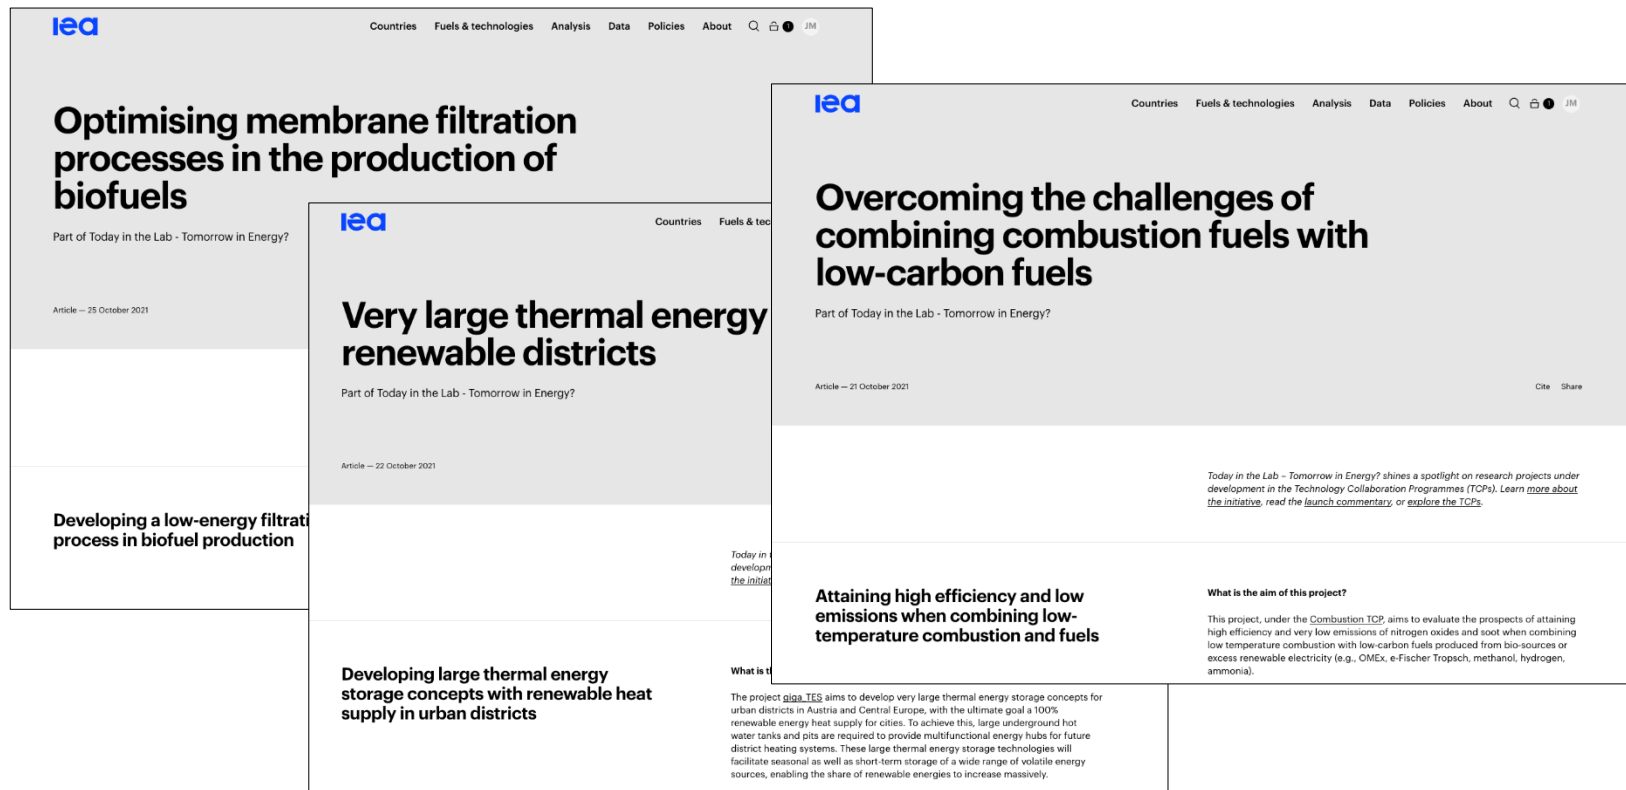 iea
Countries Fuels & technologies Analysis Data Policies About 1 JM
Optimising membrane filtration
processes in the production of
biofuels
Part of Today in the Lab - Tomorrow in Energy?
Article — 25 October 2021
Developing a low-energy
process in biofuel production
iea
Countries Fuels &
Very large thermal energy
renewable districts
Part of Today in the Lab - Tomorrow in Energy?
Article — 22 October 2021
Today in
the
Developing large thermal energy
storage concepts with renewable heat
supply in urban districts
What is
The project giga_TES aims to develop very large thermal energy storage concepts for
urban districts in Austria and Central Europe, with the ultimate goal a 100%
renewable energy heat supply for cities. To achieve this, large underground hot
water tanks and pits are required to provide multifunctional energy hubs for future
district heating systems. These large thermal energy storage technologies will
facilitate seasonal as well as short-term storage of a wide range of volatile energy
sources, enabling the share of renewable energies to increase massively.
iea
Countries Fuels & technologies Analysis Data Policies About 1 JM
Overcoming the challenges of
combining combustion fuels with
low-carbon fuels
Part of Today in the Lab - Tomorrow in Energy?
Article — 21 October 2021
Cite Share
Today in the Lab – Tomorrow in Energy? shines a spotlight on research projects under
development in the Technology Collaboration Programmes (TCPs). Learn more about
the initiative, read the launch commentary, or explore the TCPs.
Attaining high efficiency and low
emissions when combining low-
temperature combustion and fuels
What is the aim of this project?
This project, under the Combustion TCP, aims to evaluate the prospects of attaining
high efficiency and very low emissions of nitrogen oxides and soot when combining
low temperature combustion with low-carbon fuels produced from bio-sources or
excess renewable electricity (e.g., OMEx, e-Fischer Tropsch, methanol, hydrogen,
ammonia).